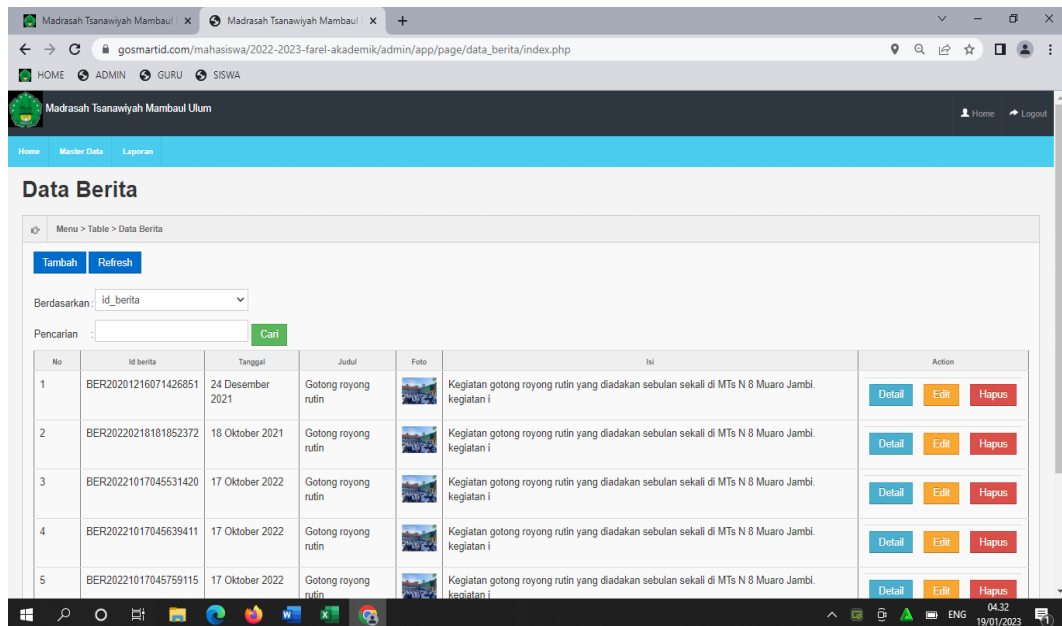 Madrasah Tsanawiyah Mambaul
Madrasah Tsanawiyah Mambaul
gosmartid.com/mahasiswa/2022-2023-farel-akademik/admin/app/page/data_berita/index.php
HOME ADMIN GURU SISWA
Madrasah Tsanawiyah Mambaul Ulum
Home Logout
Home Master Data Laporan
Data Berita
Menu > Table > Data Berita
Tambah Refresh
Berdasarkan : id_berita
Pencarian : Cari
No Id berita Tanggal Judul Foto Isi Action
1 BER20201216071426851 24 Desember 2021 Gotong royong rutin Kegiatan gotong royong rutin yang diadakan sebulan sekali di MTs N 8 Muaro Jambi. kegiatan i Detail Edit Hapus
2 BER20220218181852372 18 Oktober 2021 Gotong royong rutin Kegiatan gotong royong rutin yang diadakan sebulan sekali di MTs N 8 Muaro Jambi. kegiatan i Detail Edit Hapus
3 BER20221017045531420 17 Oktober 2022 Gotong royong rutin Kegiatan gotong royong rutin yang diadakan sebulan sekali di MTs N 8 Muaro Jambi. kegiatan i Detail Edit Hapus
4 BER20221017045639411 17 Oktober 2022 Gotong royong rutin Kegiatan gotong royong rutin yang diadakan sebulan sekali di MTs N 8 Muaro Jambi. kegiatan i Detail Edit Hapus
5 BER20221017045759115 17 Oktober 2022 Gotong royong rutin Kegiatan gotong royong rutin yang diadakan sebulan sekali di MTs N 8 Muaro Jambi. kegiatan i Detail Edit Hapus
ENG 04.32
19/01/2023